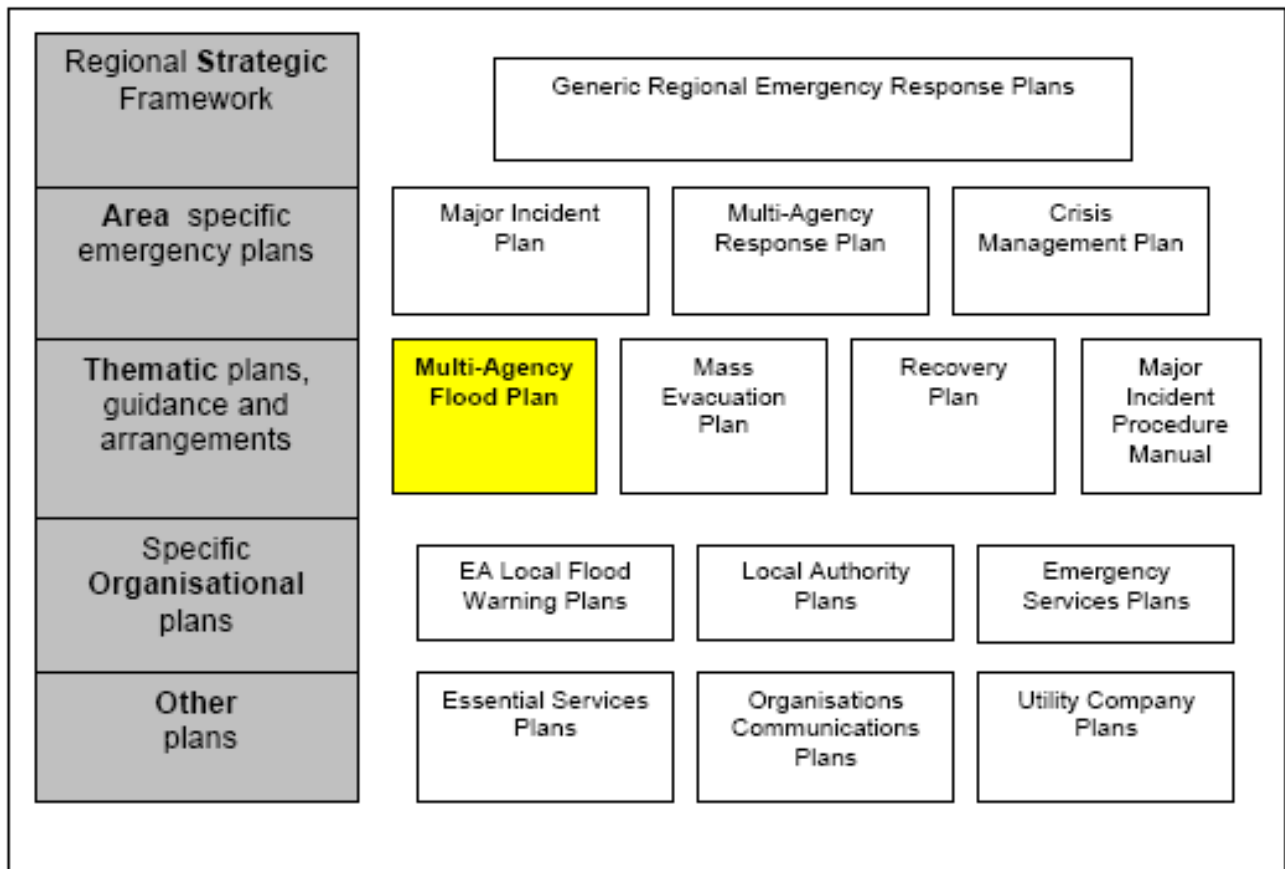 Regional Strategic
Framework
Generic Regional Emergency Response Plans
Area specific
emergency plans
Major Incident
Plan
Multi-Agency
Response Plan
Crisis
Management Plan
Thematic plans,
guidance and
arrangements
Multi-Agency
Flood Plan
Mass
Evacuation
Plan
Recovery
Plan
Major
Incident
Procedure
Manual
Specific
Organisational
plans
EA Local Flood
Warning Plans
Local Authority
Plans
Emergency
Services Plans
Other
plans
Essential Services
Plans
Organisations
Communications
Plans
Utility Company
Plans